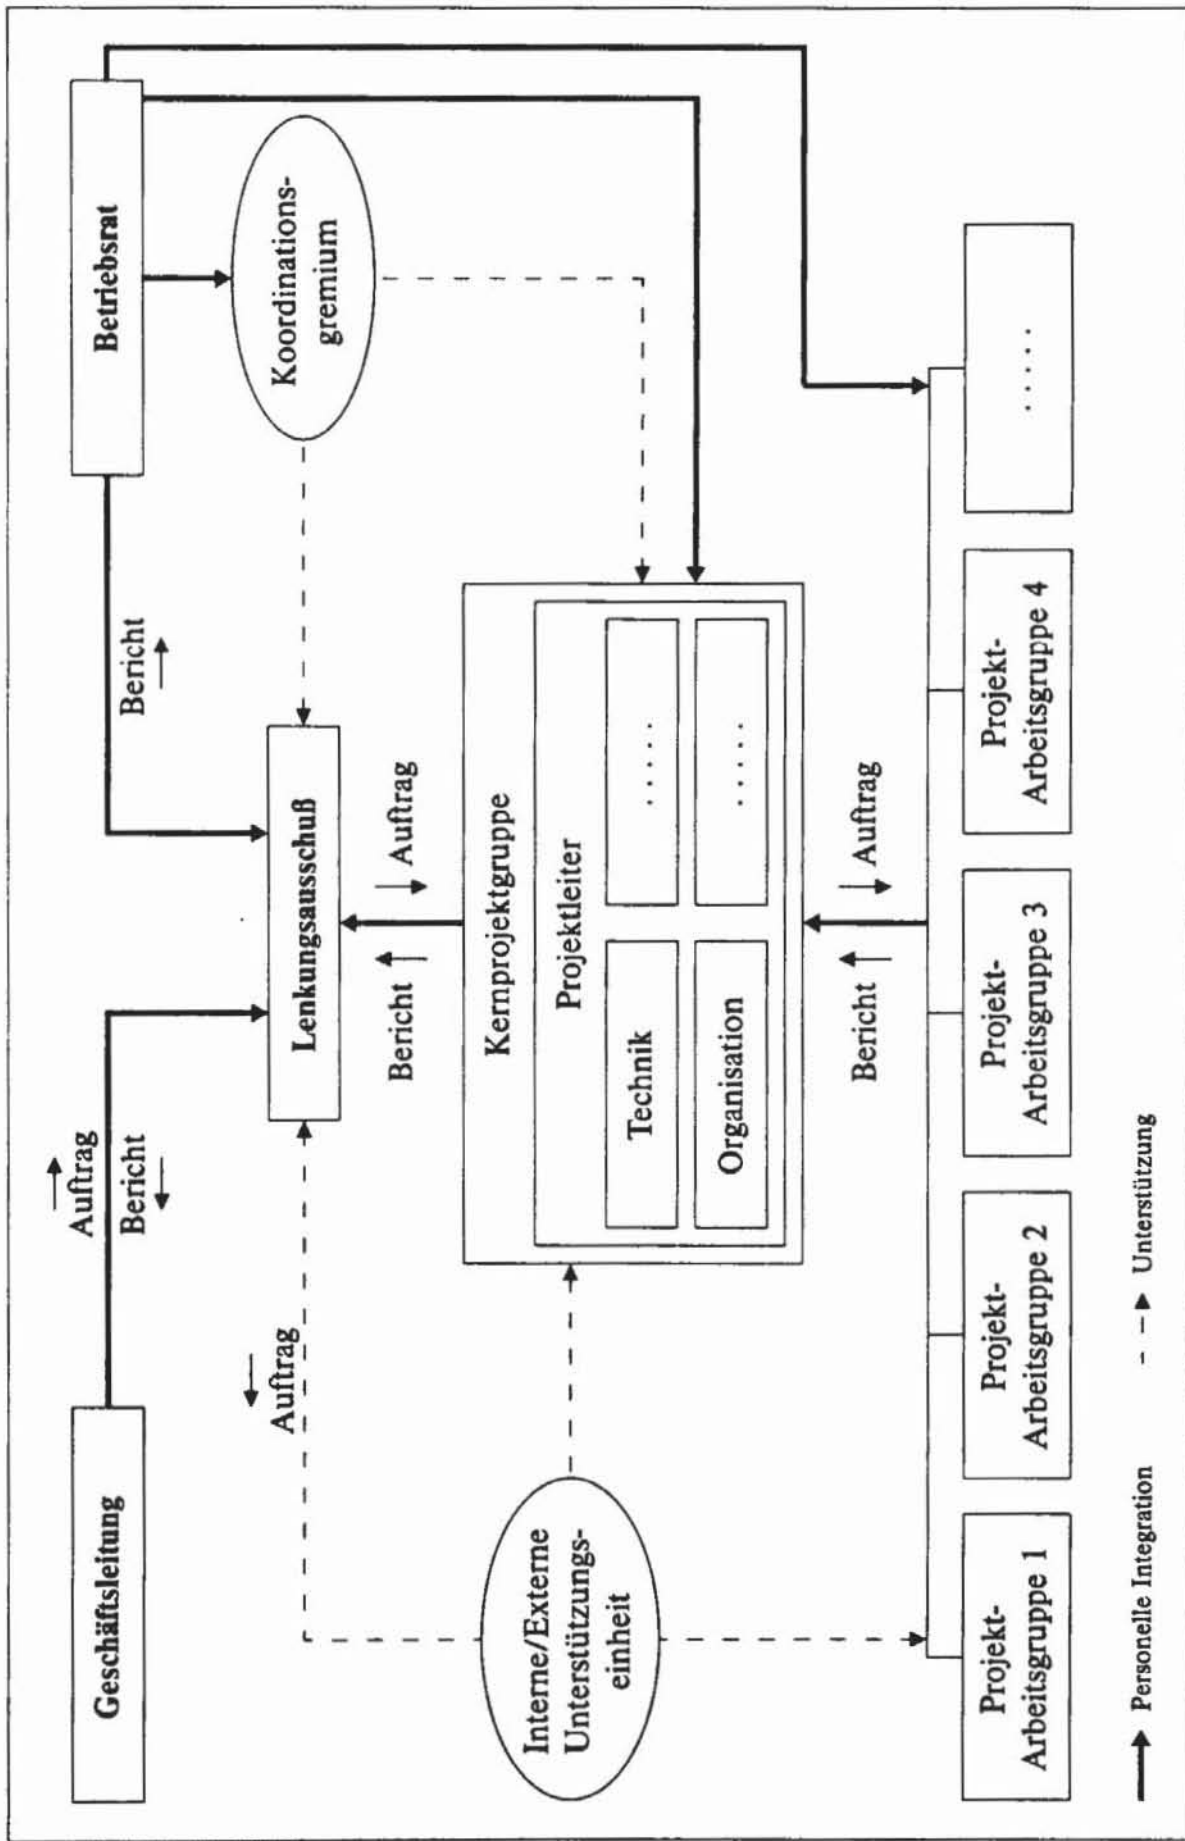 Geschäftsleitung
Auftrag
Bericht
Bericht
Betriebsrat
Auftrag
Lenkungsausschuß
Koordinations-
gremium
Bericht
Auftrag
Interne/Externe
Unterstützungs-
einheit
Kernprojektgruppe
Projektleiter
Technik
. . . . . .
Organisation
. . . . . .
Bericht
Auftrag
Projekt-
Arbeitsgruppe 1
Projekt-
Arbeitsgruppe 2
Projekt-
Arbeitsgruppe 3
Projekt-
Arbeitsgruppe 4
. . . . . .
Personelle Integration
Unterstützung